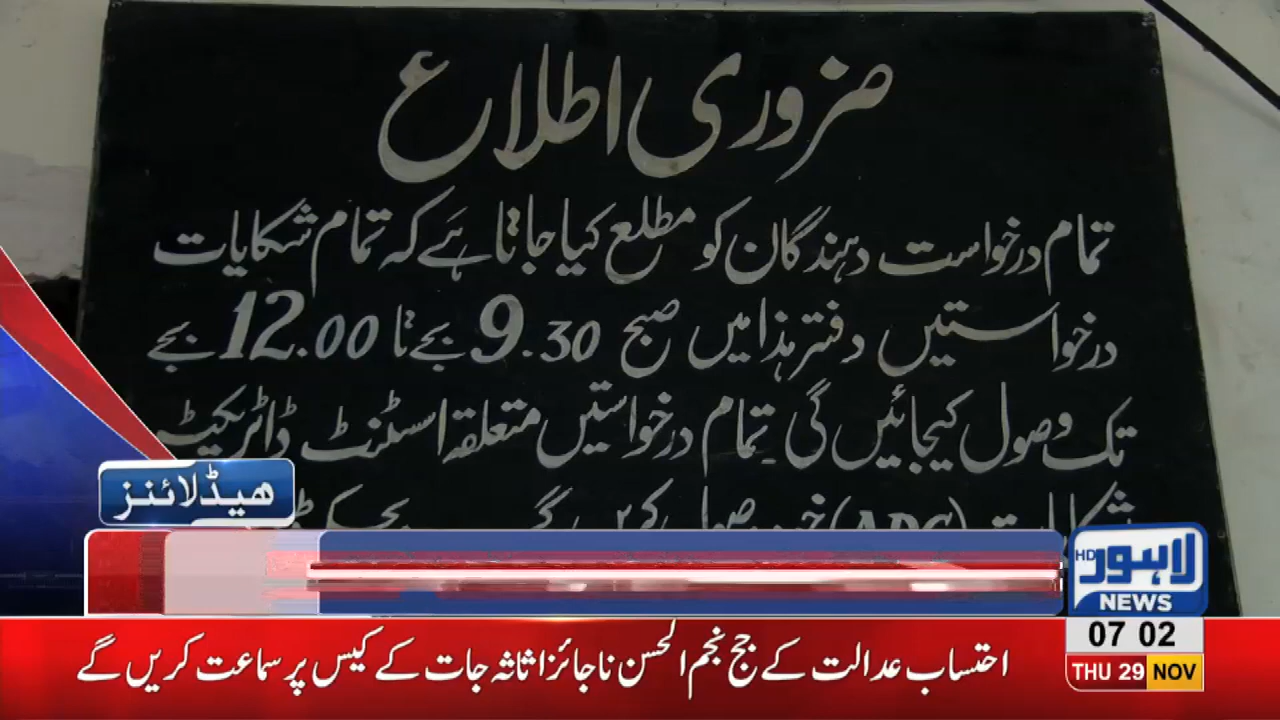 ضروری اطلاع
تمام درخواست دہندگان کو مطلع کیا جاتا ہے کہ تمام شکایات
درخواستیں دفتر ہذا میں صبح 9.30 بجے تا 12.00 بجے
تک وصول کیجائیں گی۔ تمام درخواستیں متعلقہ اسسٹنٹ ڈائریکٹر
ھیڈلائنز
HD لاہور
NEWS
07 02
THU 29 NOV
احتساب عدالت کے جج نجم الحسن ناجائز اثاثہ جات کے کیس پر سماعت کریں گے